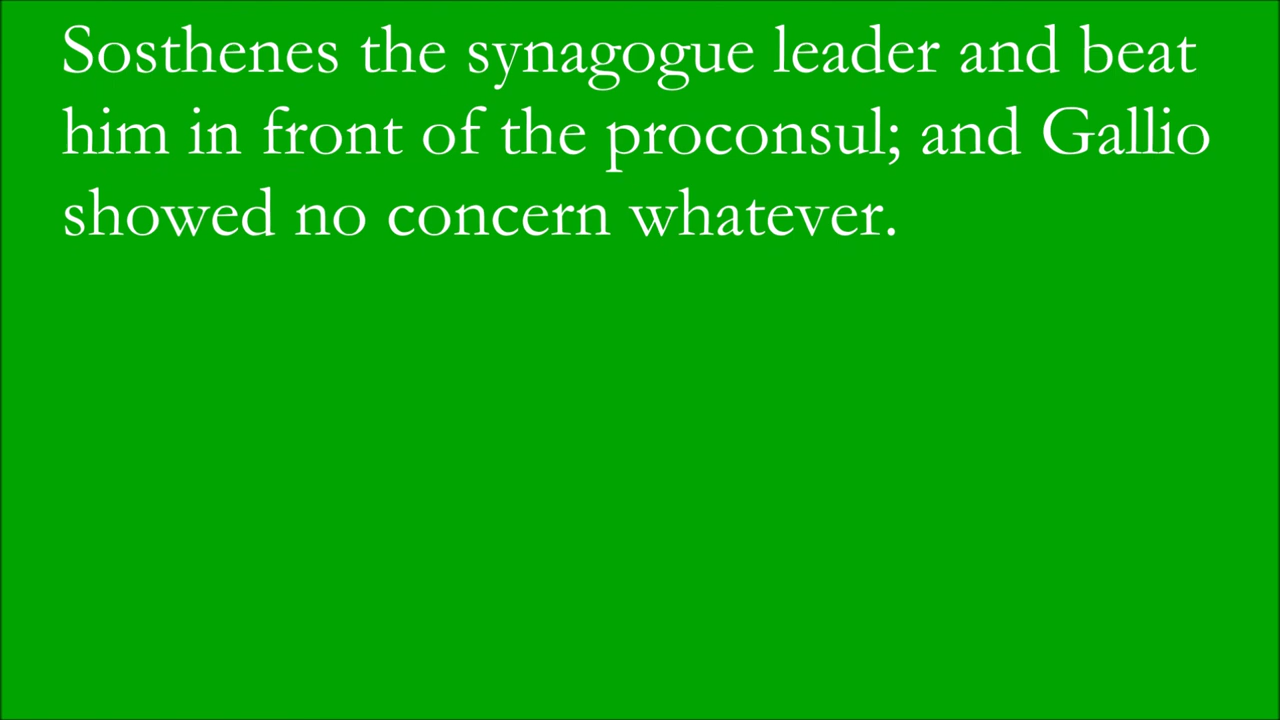 Sosthenes the synagogue leader and beat
him in front of the proconsul; and Gallio
showed no concern whatever.